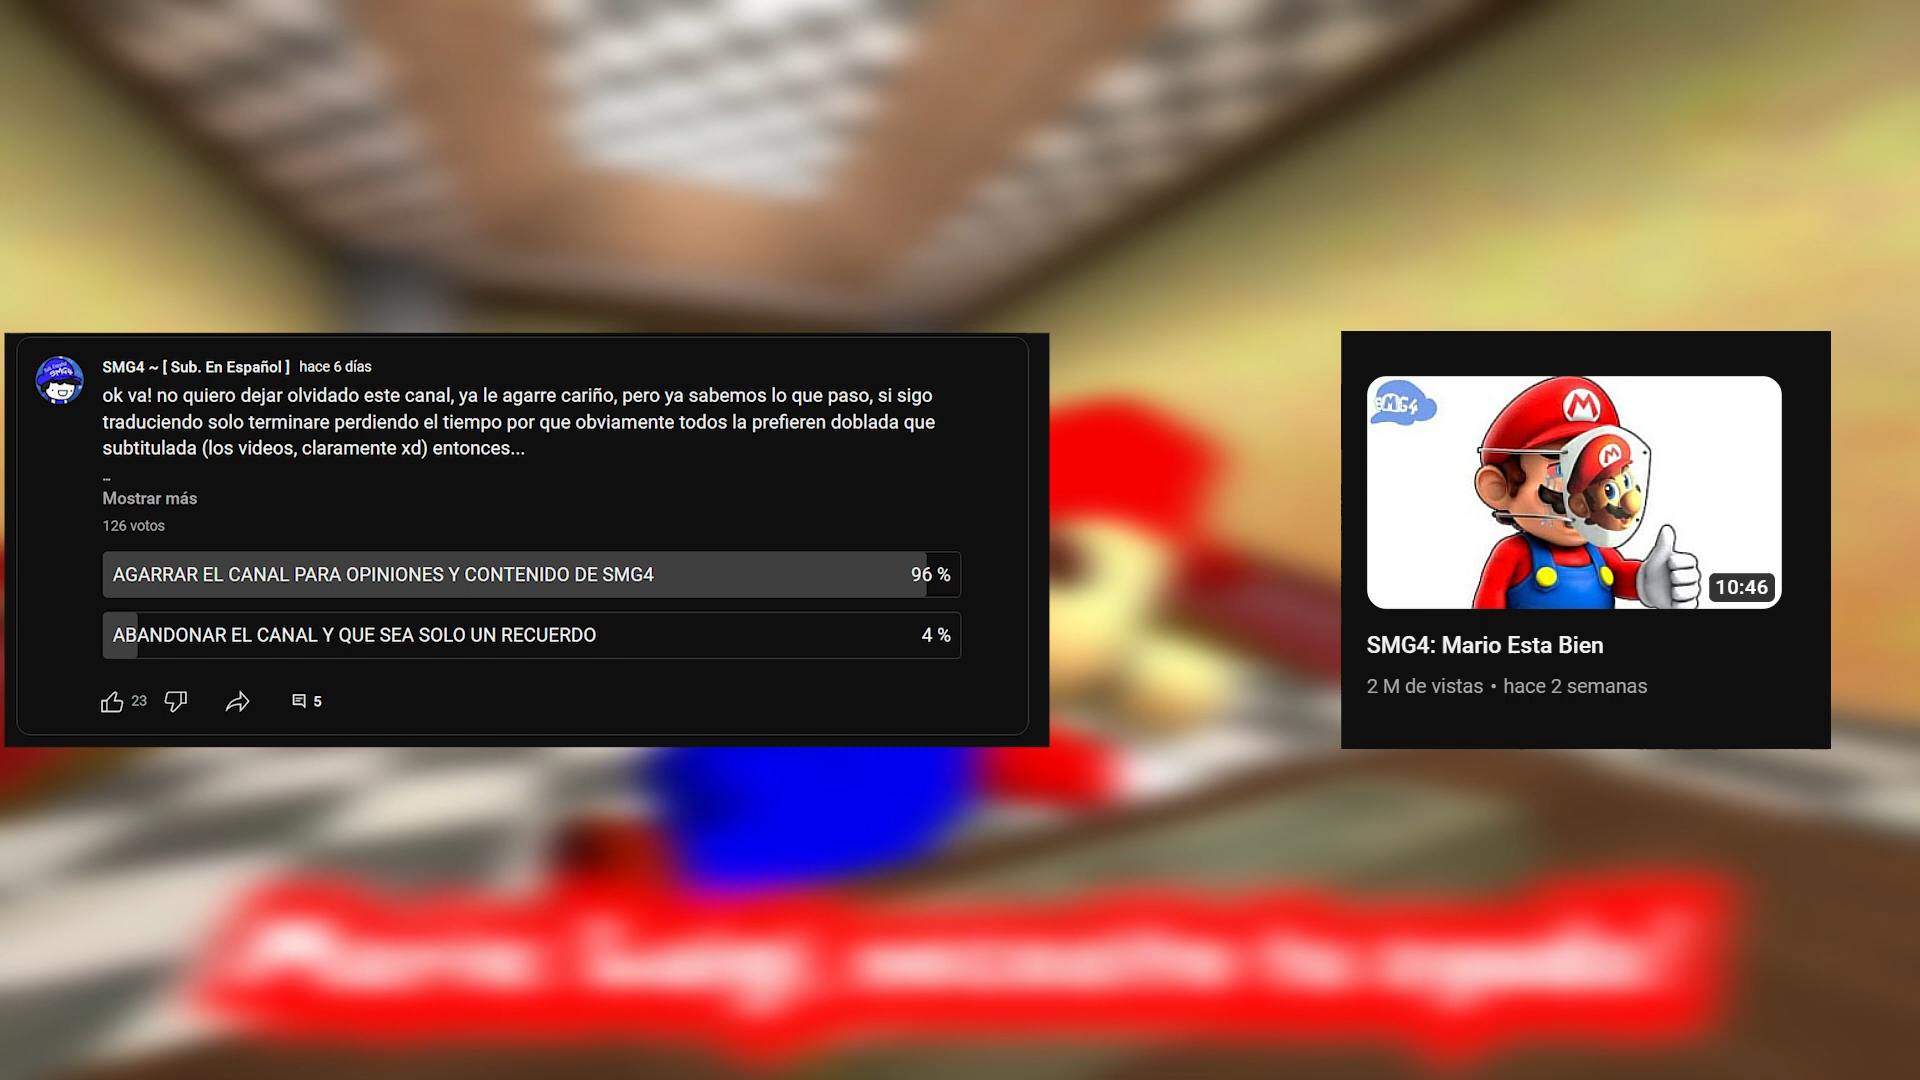 SMG4 ~ [ Sub. En Español ] hace 6 días
ok va! no quiero dejar olvidado este canal, ya le agarre cariño, pero ya sabemos lo que paso, si sigo
traduciendo solo terminare perdiendo el tiempo por que obviamente todos la prefieren doblada que
subtitulada (los videos, claramente xd) entonces...
...
Mostrar más
126 votos
AGARRAR EL CANAL PARA OPINIONES Y CONTENIDO DE SMG4 96 %
ABANDONAR EL CANAL Y QUE SEA SOLO UN RECUERDO 4 %
23 5
SMG4
M
M
10:46
SMG4: Mario Esta Bien
2 M de vistas • hace 2 semanas